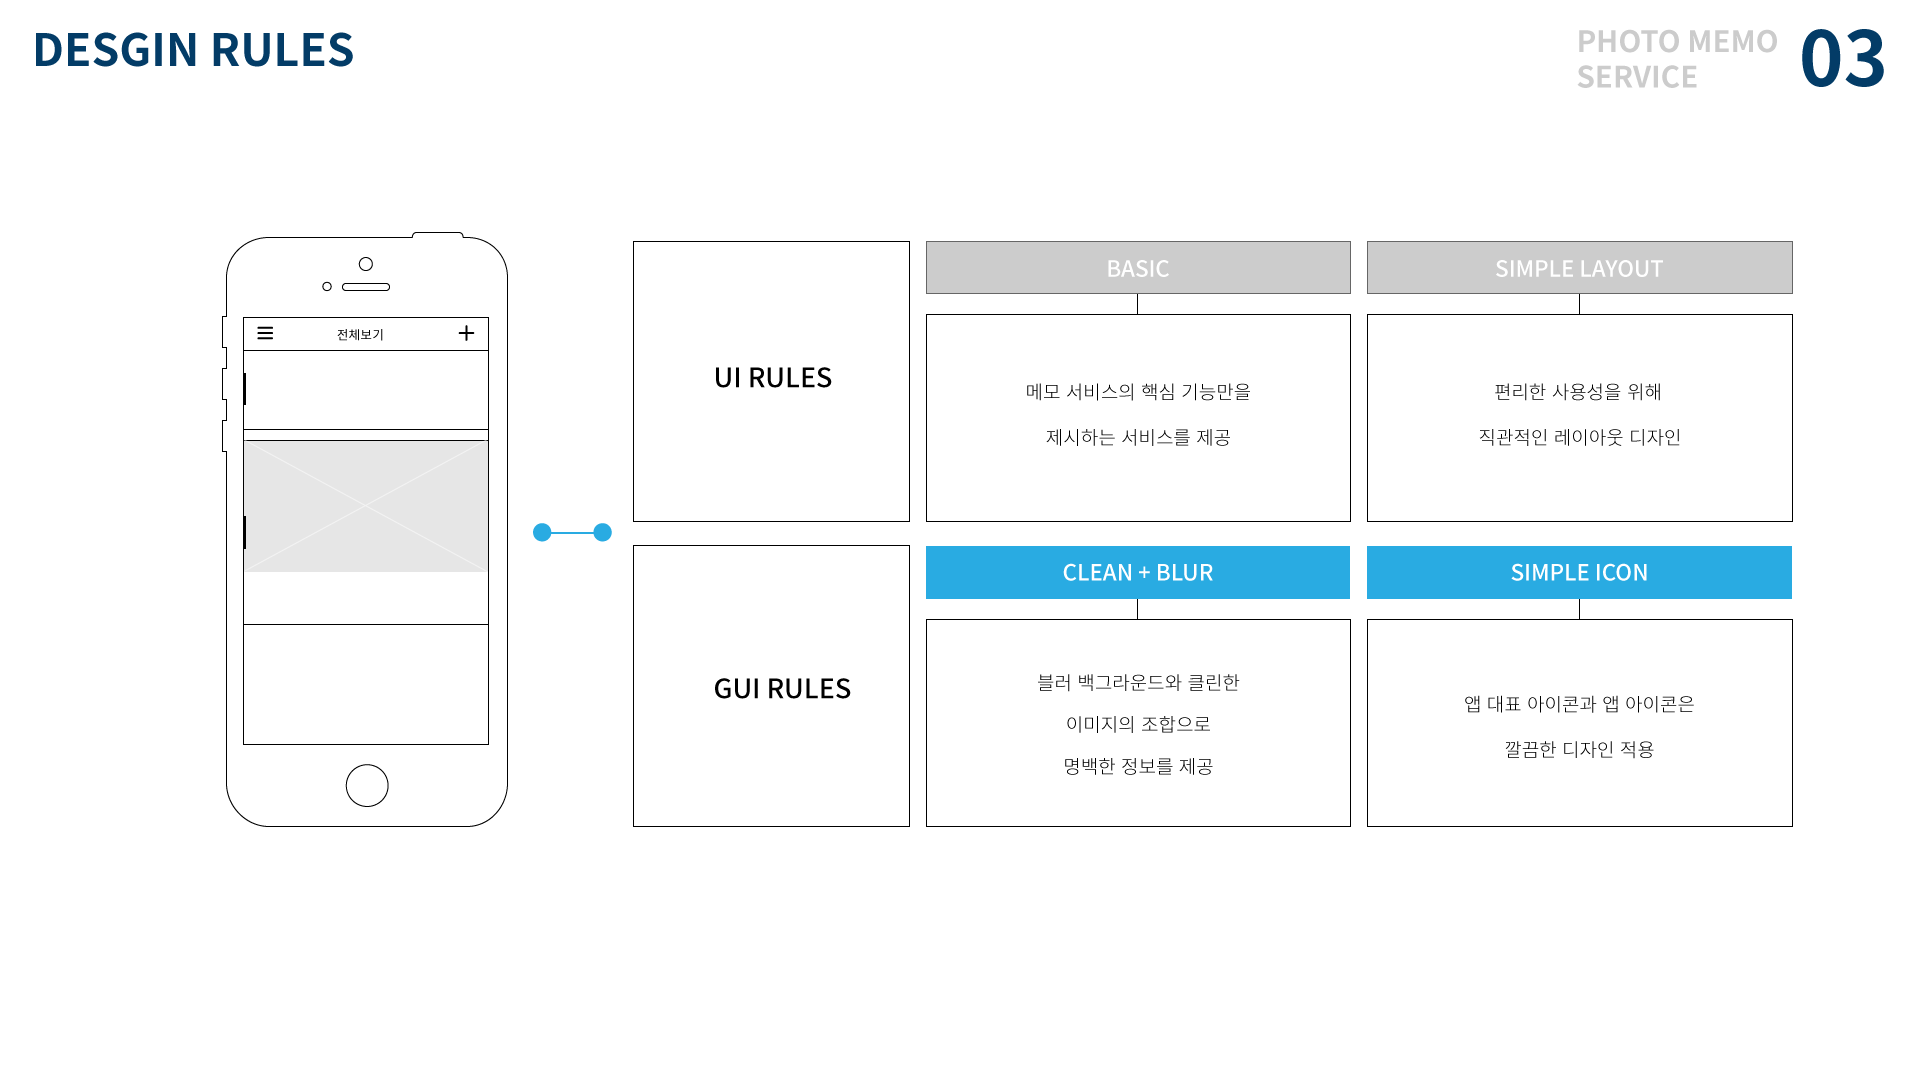 DESGIN RULES
PHOTO MEMO
SERVICE
03
전체보기
UI RULES
BASIC
메모 서비스의 핵심 기능만을
제시하는 서비스를 제공
SIMPLE LAYOUT
편리한 사용성을 위해
직관적인 레이아웃 디자인
GUI RULES
CLEAN + BLUR
블러 백그라운드와 클린한
이미지의 조합으로
명백한 정보를 제공
SIMPLE ICON
앱 대표 아이콘과 앱 아이콘은
깔끔한 디자인 적용